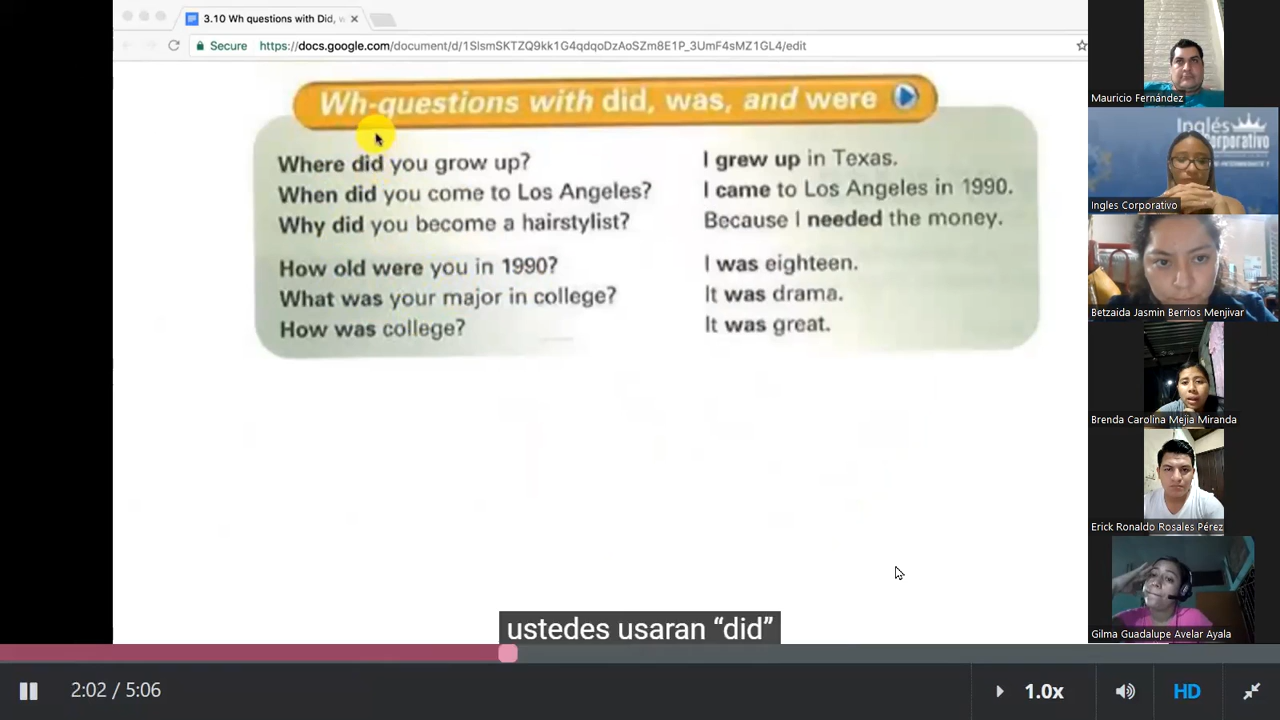 3.10 Wh questions with Did, w
Secure
https://docs.google.com/document/d/1SlsmSKTZQ9kk1G4qdqoDzAoSZm8E1P_3UmF4sMZ1GL4/edit
Wh-questions with did, was, and were
Where did you grow up? I grew up in Texas.
When did you come to Los Angeles? I came to Los Angeles in 1990.
Why did you become a hairstylist? Because I needed the money.
How old were you in 1990? I was eighteen.
What was your major in college? It was drama.
How was college? It was great.
ustedes usaran “did”
2:02 / 5:06
1.0x
HD
Mauricio Fernández
Inglés
Corporativo
Ingles Corporativo
Betzaida Jasmin Berrios Menjivar
Brenda Carolina Mejia Miranda
Erick Ronaldo Rosales Pérez
Gilma Guadalupe Avelar Ayala